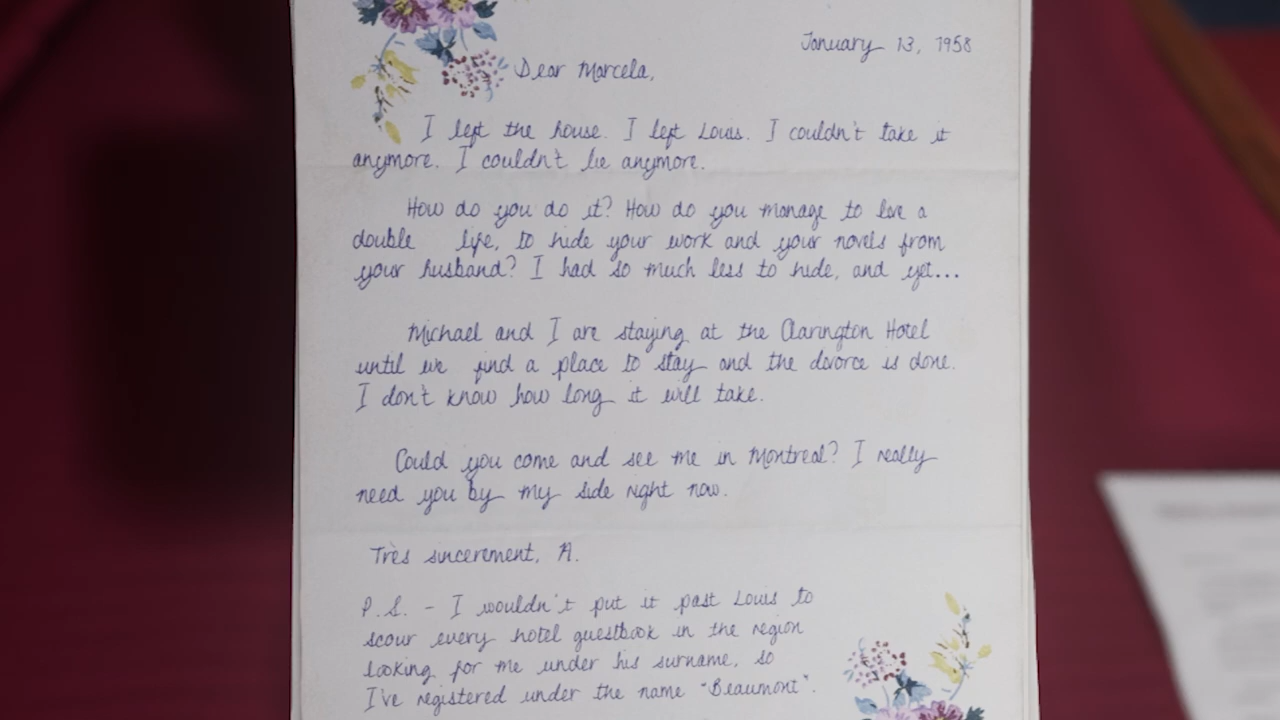 January 13, 1958
Dear Marcela,
I left the house. I left Louis. I couldn't take it
anymore. I couldn't lie anymore.
How do you do it? How do you manage to live a
double life, to hide your work and your novels from
your husband? I had so much less to hide, and yet...
Michael and I are staying at the Clarington Hotel
until we find a place to stay and the divorce is done.
I don't know how long it will take.
Could you come and see me in Montreal? I really
need you by my side right now.
Très sincerement, A.
P.S. - I wouldn't put it past Louis to
scour every hotel guestbook in the region
looking for me under his surname, so
I've registered under the name "Beaumont".